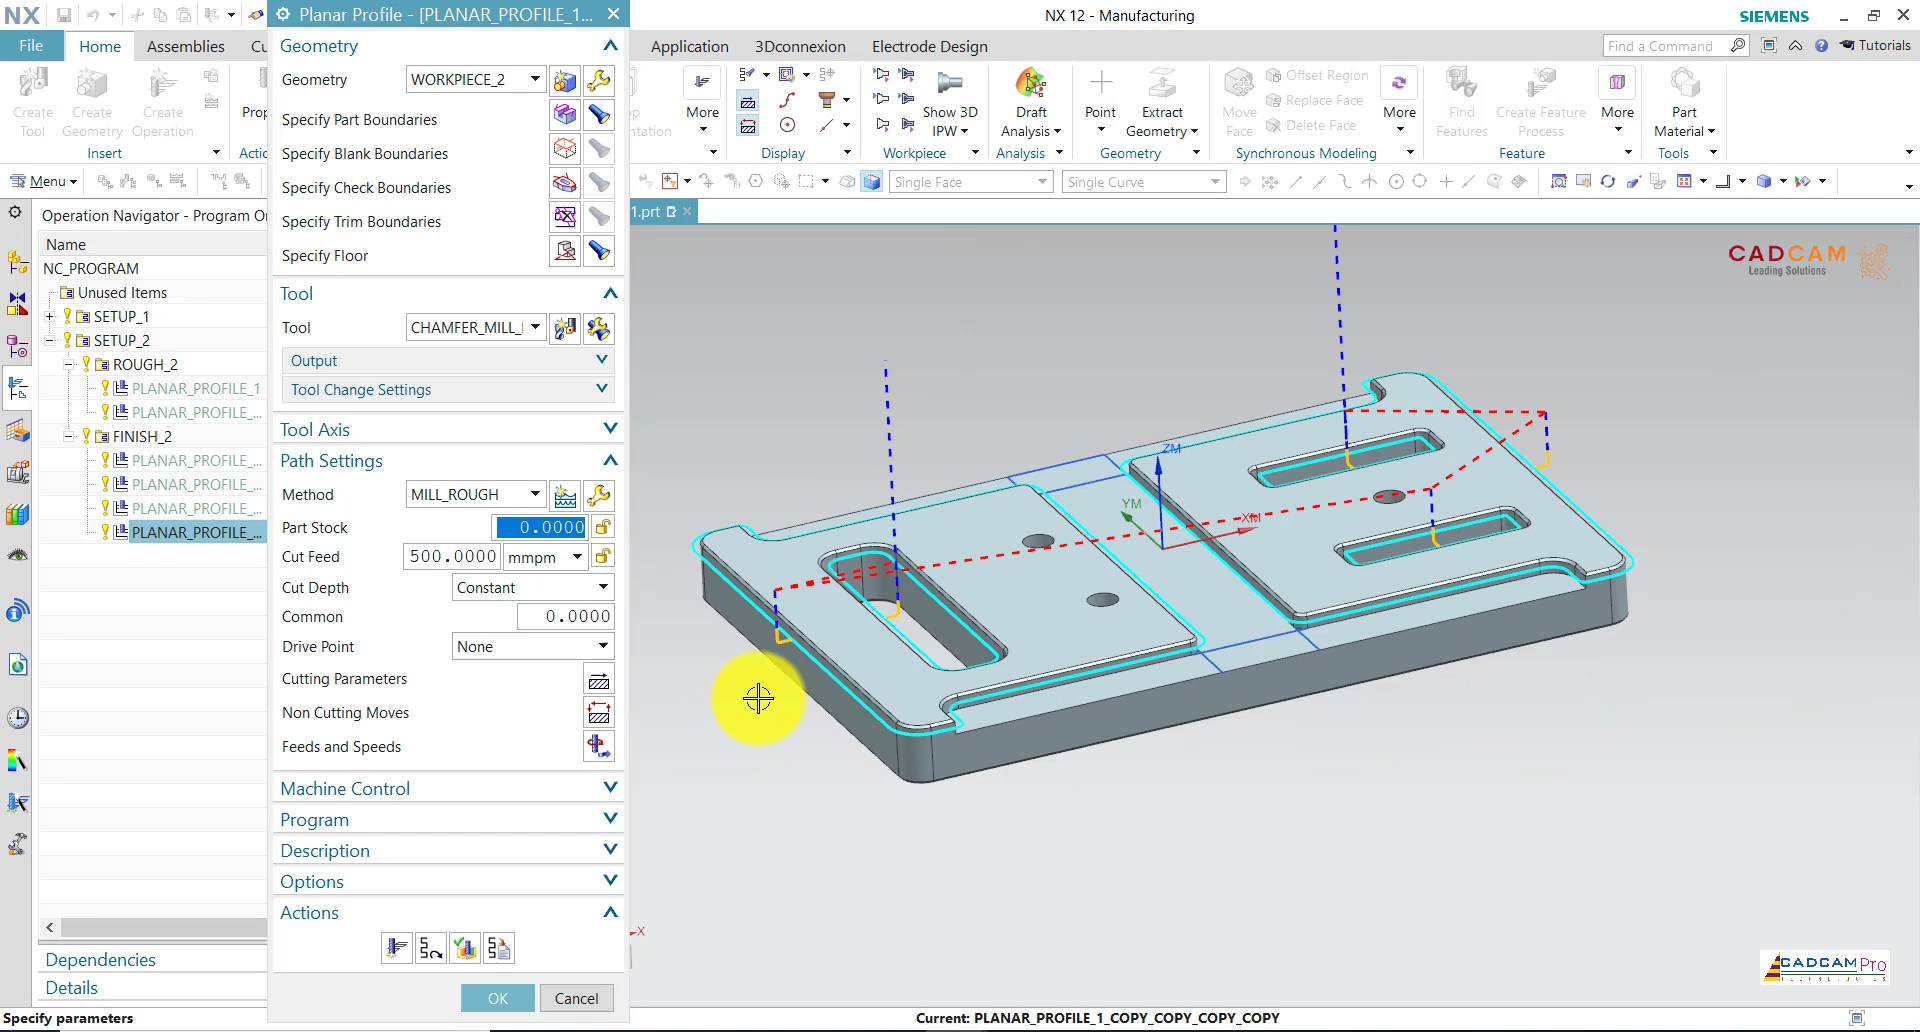 NX
Planar Profile - [PLANAR_PROFILE_1...
NX 12 - Manufacturing
SIEMENS
File
Home
Assemblies
Cu
Application
3Dconnexion
Electrode Design
Find a Command
Tutorials
Create Tool
Create Geometry
Create Operation
Prop
Insert
Actio
More
Display
Show 3D IPW
Workpiece
Draft Analysis
Analysis
Point
Extract Geometry
Geometry
Move Face
Offset Region
Replace Face
Delete Face
More
Synchronous Modeling
Find Features
Create Feature Process
More
Feature
Part Material
Tools
Menu
Single Face
Single Curve
Operation Navigator - Program Or
1.prt
Name
NC_PROGRAM
Unused Items
SETUP_1
SETUP_2
ROUGH_2
PLANAR_PROFILE_1
PLANAR_PROFILE_...
FINISH_2
PLANAR_PROFILE_...
PLANAR_PROFILE_...
PLANAR_PROFILE_...
PLANAR_PROFILE_...
Dependencies
Details
Geometry
Geometry WORKPIECE_2
Specify Part Boundaries
Specify Blank Boundaries
Specify Check Boundaries
Specify Trim Boundaries
Specify Floor
Tool
Tool CHAMFER_MILL_
Output
Tool Change Settings
Tool Axis
Path Settings
Method MILL_ROUGH
Part Stock 0.0000
Cut Feed 500.0000 mmpm
Cut Depth Constant
Common 0.0000
Drive Point None
Cutting Parameters
Non Cutting Moves
Feeds and Speeds
Machine Control
Program
Description
Options
Actions
OK
Cancel
CADCAM
Leading Solutions
ZM
YM
XM
X
CADCAM Pro
Specify parameters
Current: PLANAR_PROFILE_1_COPY_COPY_COPY_COPY